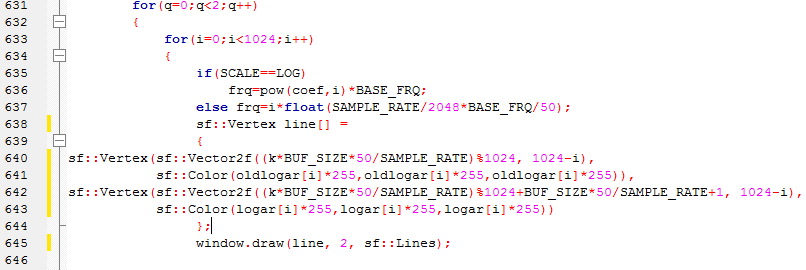 631 for(q=0;q<2;q++)
632 {
633 for(i=0;i<1024;i++)
634 {
635 if(SCALE==LOG)
636 frq=pow(coef,i)*BASE_FRQ;
637 else frq=i*float(SAMPLE_RATE/2048*BASE_FRQ/50);
638 sf::Vertex line[] =
639 {
640 sf::Vertex(sf::Vector2f((k*BUF_SIZE*50/SAMPLE_RATE)%1024, 1024-i),
641 sf::Color(oldlogar[i]*255,oldlogar[i]*255,oldlogar[i]*255)),
642 sf::Vertex(sf::Vector2f((k*BUF_SIZE*50/SAMPLE_RATE)%1024+BUF_SIZE*50/SAMPLE_RATE+1, 1024-i),
643 sf::Color(logar[i]*255,logar[i]*255,logar[i]*255))
644 };
645 window.draw(line, 2, sf::Lines);
646